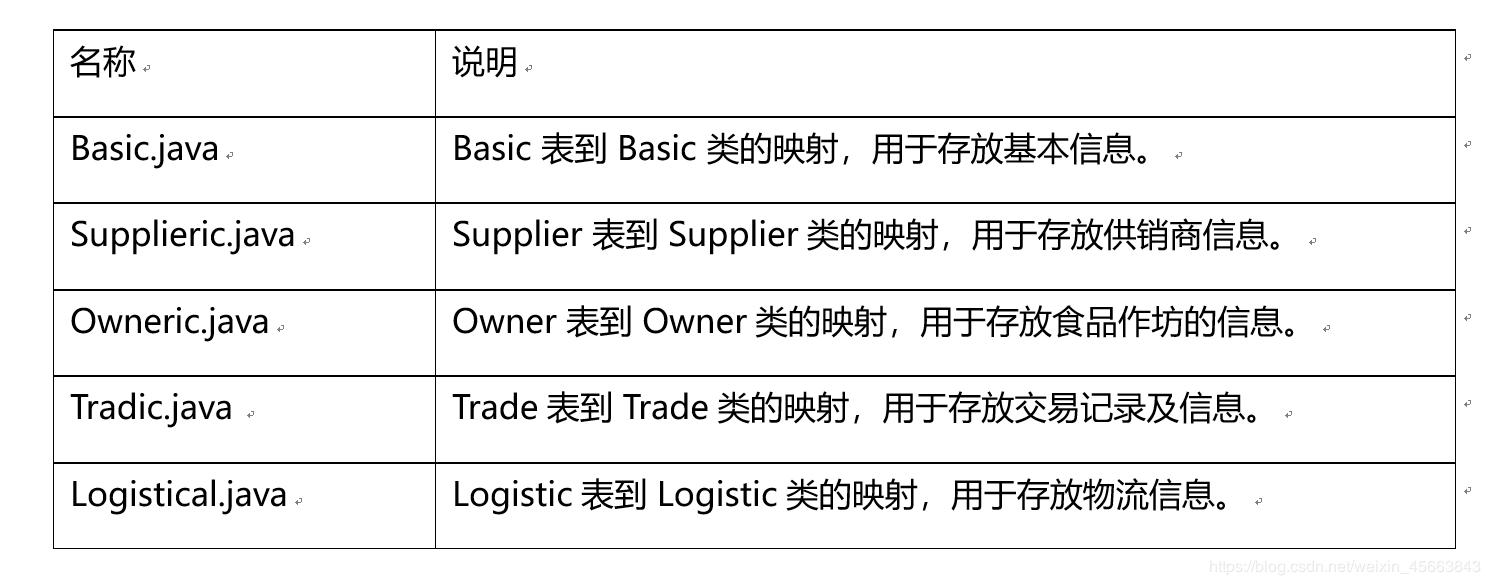 名称 说明
Basic.java Basic 表到 Basic 类的映射，用于存放基本信息。
Supplieric.java Supplier 表到 Supplier 类的映射，用于存放供销商信息。
Owneric.java Owner 表到 Owner 类的映射，用于存放食品作坊的信息。
Tradic.java Trade 表到 Trade 类的映射，用于存放交易记录及信息。
Logistical.java Logistic 表到 Logistic 类的映射，用于存放物流信息。
https://blog.csdn.net/weixin_45663843